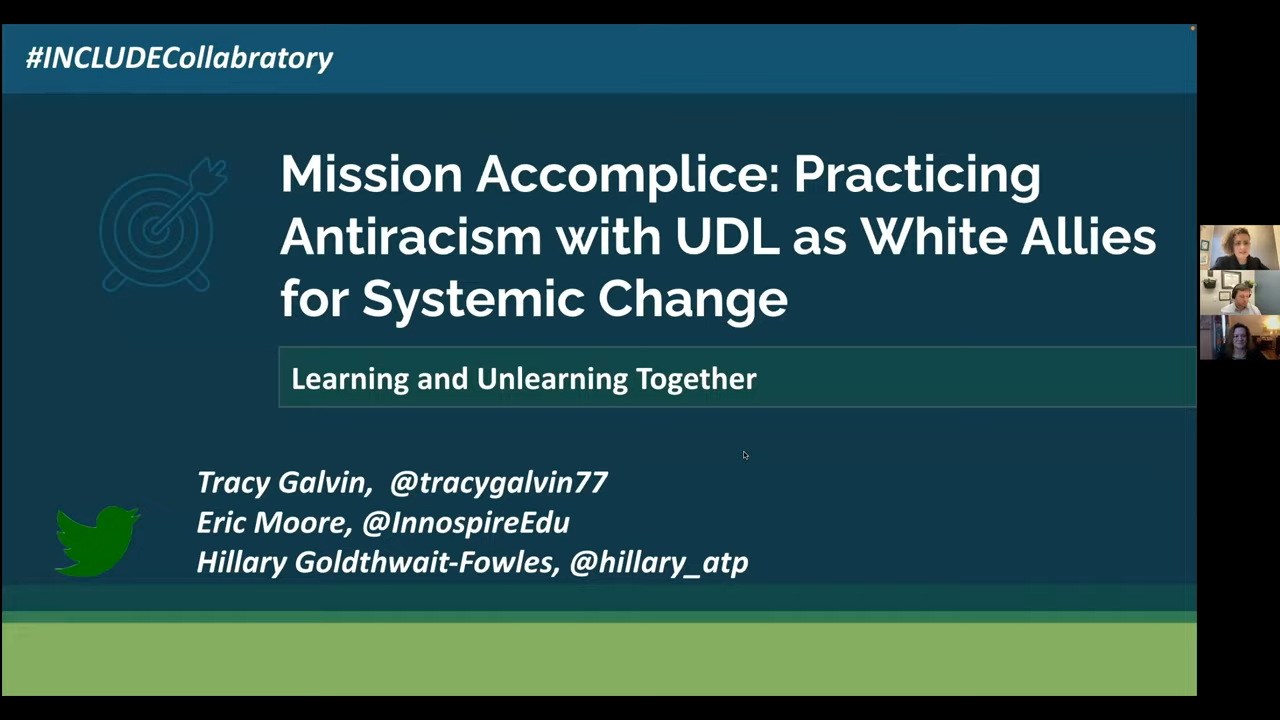 #INCLUDECollabratory
Mission Accomplice: Practicing
Antiracism with UDL as White Allies
for Systemic Change
Learning and Unlearning Together
Tracy Galvin, @tracygalvin77
Eric Moore, @InnospireEdu
Hillary Goldthwait-Fowles, @hillary_atp